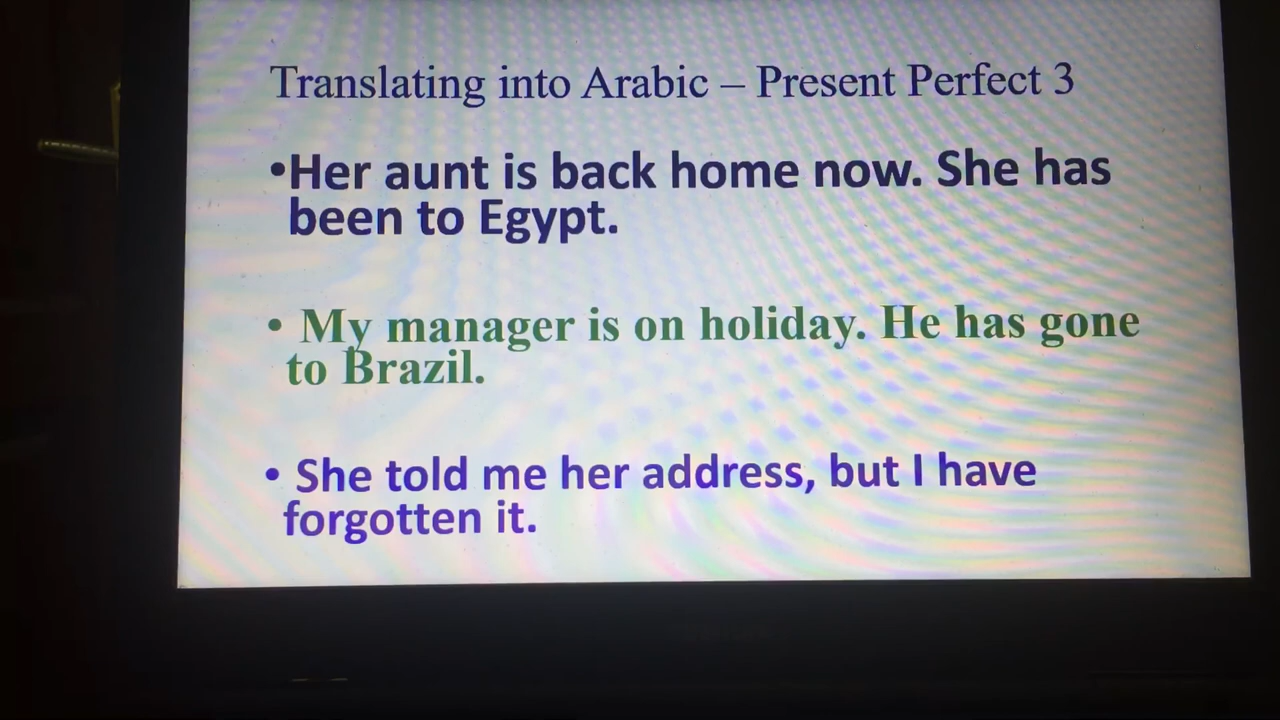 Translating into Arabic – Present Perfect 3
•Her aunt is back home now. She has
been to Egypt.
• My manager is on holiday. He has gone
to Brazil.
• She told me her address, but I have
forgotten it.